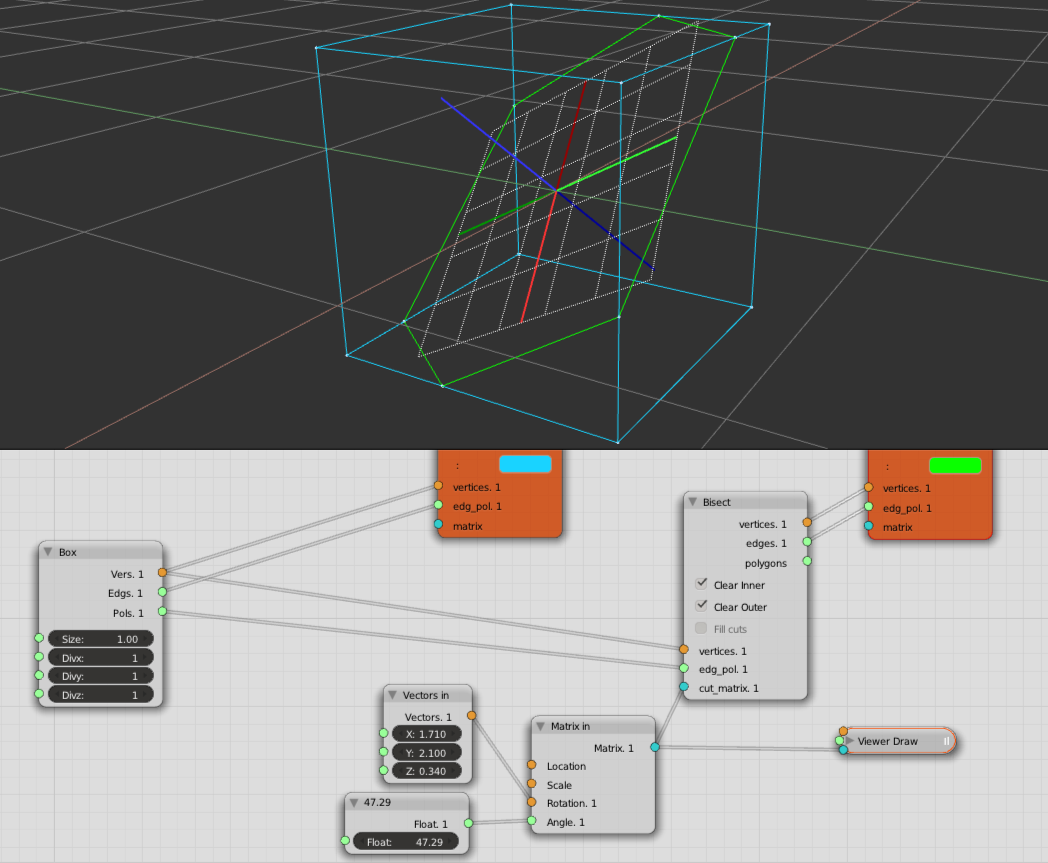 :
vertices. 1
edg_pol. 1
matrix
:
vertices. 1
edg_pol. 1
matrix
Box
Vers. 1
Edgs. 1
Pols. 1
Size: 1.00
Divx: 1
Divy: 1
Divz: 1
Bisect
vertices. 1
edges. 1
polygons
Clear Inner
Clear Outer
Fill cuts
vertices. 1
edg_pol. 1
cut_matrix. 1
Vectors in
Vectors. 1
X: 1.710
Y: 2.100
Z: 0.340
Matrix in
Matrix. 1
Location
Scale
Rotation. 1
Angle. 1
Viewer Draw
47.29
Float. 1
Float: 47.29